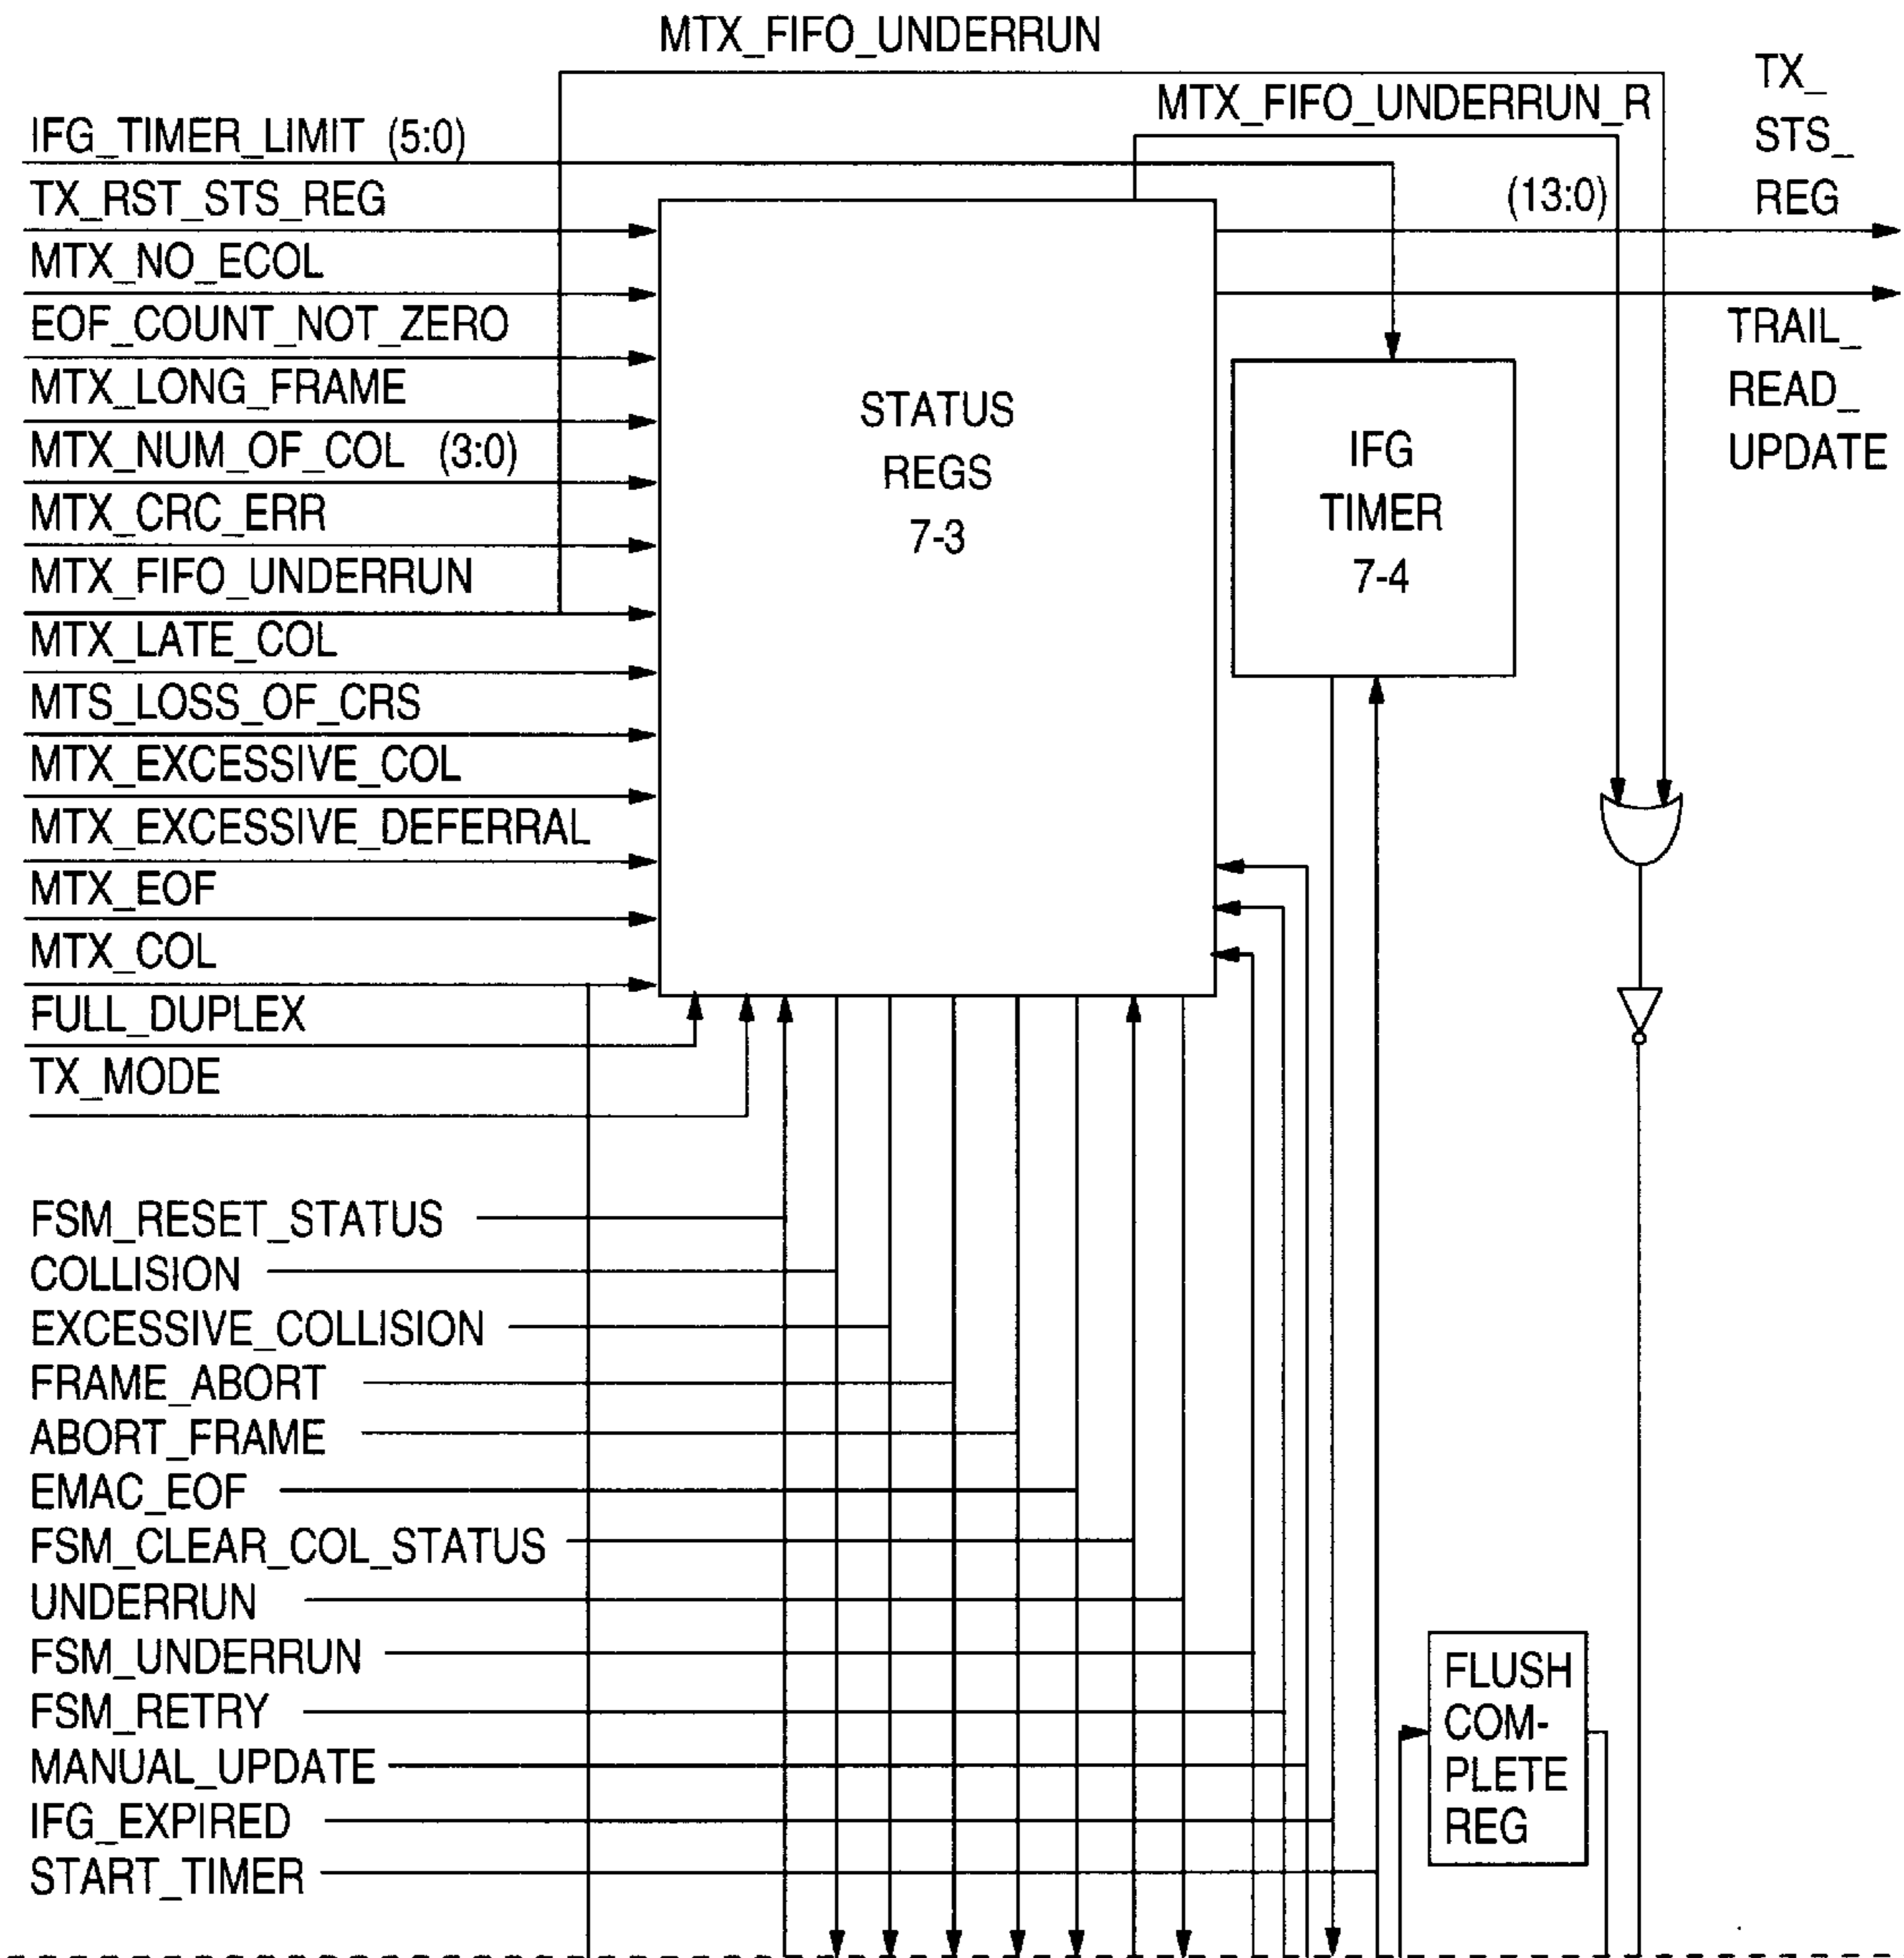 MTX_FIFO_UNDERRUN
TX_
STS_
REG
MTX_FIFO_UNDERRUN_R
(13:0)
IFG_TIMER_LIMIT (5:0)
TX_RST_STS_REG
MTX_NO_ECOL
EOF_COUNT_NOT_ZERO
MTX_LONG_FRAME
MTX_NUM_OF_COL (3:0)
MTX_CRC_ERR
MTX_FIFO_UNDERRUN
MTX_LATE_COL
MTS_LOSS_OF_CRS
MTX_EXCESSIVE_COL
MTX_EXCESSIVE_DEFERRAL
MTX_EOF
MTX_COL
FULL_DUPLEX
TX_MODE
STATUS
REGS
7-3
IFG
TIMER
7-4
TRAIL_
READ_
UPDATE
FSM_RESET_STATUS
COLLISION
EXCESSIVE_COLLISION
FRAME_ABORT
ABORT_FRAME
EMAC_EOF
FSM_CLEAR_COL_STATUS
UNDERRUN
FSM_UNDERRUN
FSM_RETRY
MANUAL_UPDATE
IFG_EXPIRED
START_TIMER
FLUSH
COM-
PLETE
REG